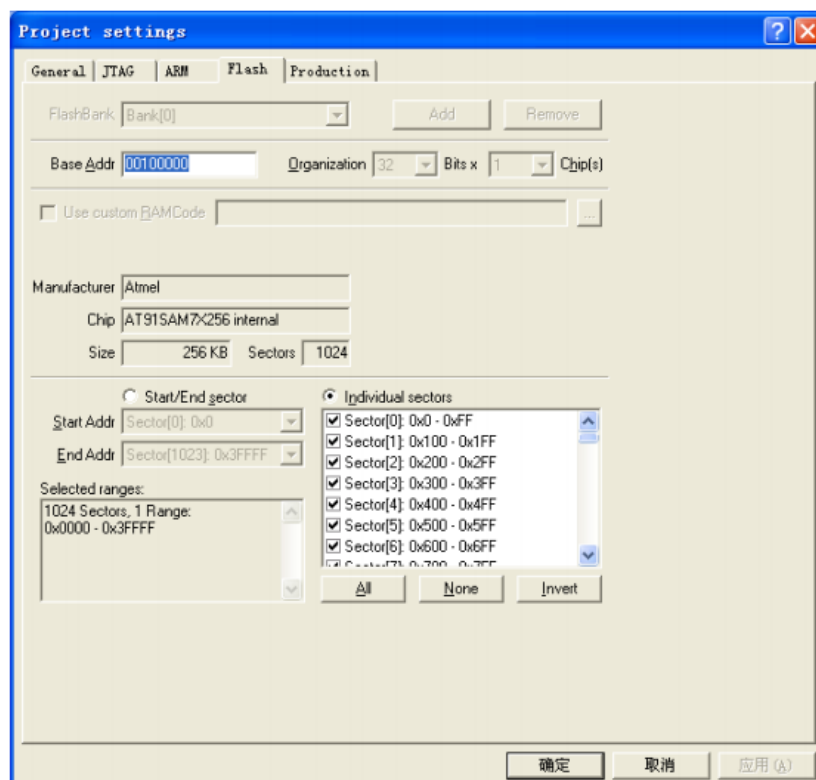 Project settings
General JTAG ARM Flash Production
FlashBank Bank[0] Add Remove
Base Addr 00100000 Organization 32 Bits x 1 Chip(s)
Use custom RAMCode ...
Manufacturer Atmel
Chip AT91SAM7X256 internal
Size 256 KB Sectors 1024
Start/End sector
Start Addr Sector[0]: 0x0
End Addr Sector[1023]: 0x3FFFF
Selected ranges:
1024 Sectors, 1 Range:
0x0000 - 0x3FFFF
Individual sectors
Sector[0]: 0x0 - 0xFF
Sector[1]: 0x100 - 0x1FF
Sector[2]: 0x200 - 0x2FF
Sector[3]: 0x300 - 0x3FF
Sector[4]: 0x400 - 0x4FF
Sector[5]: 0x500 - 0x5FF
Sector[6]: 0x600 - 0x6FF
Sector[7]: 0x700 - 0x7FF
All None Invert
确定 取消 应用(A)